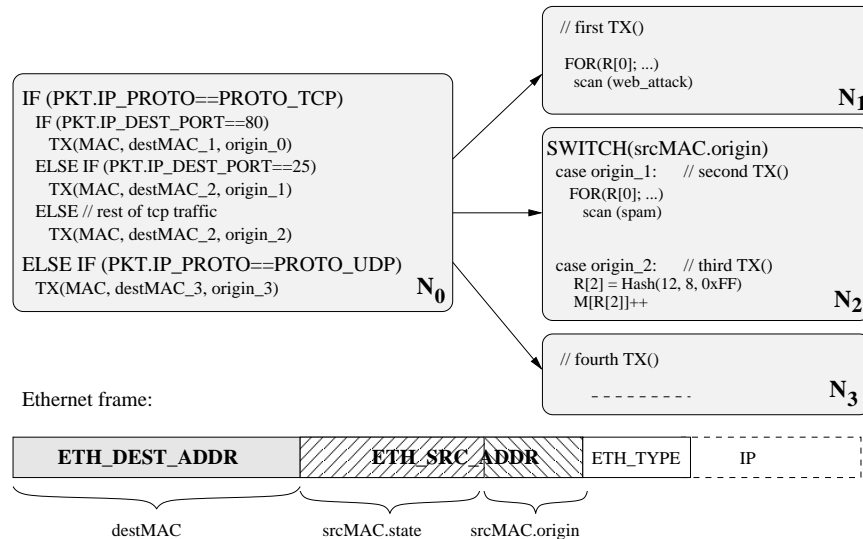 IF (PKT.IP_PROTO==PROTO_TCP)
IF (PKT.IP_DEST_PORT==80)
TX(MAC, destMAC_1, origin_0)
ELSE IF (PKT.IP_DEST_PORT==25)
TX(MAC, destMAC_2, origin_1)
ELSE // rest of tcp traffic
TX(MAC, destMAC_2, origin_2)
ELSE IF (PKT.IP_PROTO==PROTO_UDP)
TX(MAC, destMAC_3, origin_3)
N0
// first TX()
FOR(R[0]; ...)
scan (web_attack)
N1
SWITCH(srcMAC.origin)
case origin_1: // second TX()
FOR(R[0]; ...)
scan (spam)
case origin_2: // third TX()
R[2] = Hash(12, 8, 0xFF)
M[R[2]]++
N2
// fourth TX()
N3
Ethernet frame:
ETH_DEST_ADDR ETH_SRC_ADDR ETH_TYPE IP
destMAC srcMAC.state srcMAC.origin